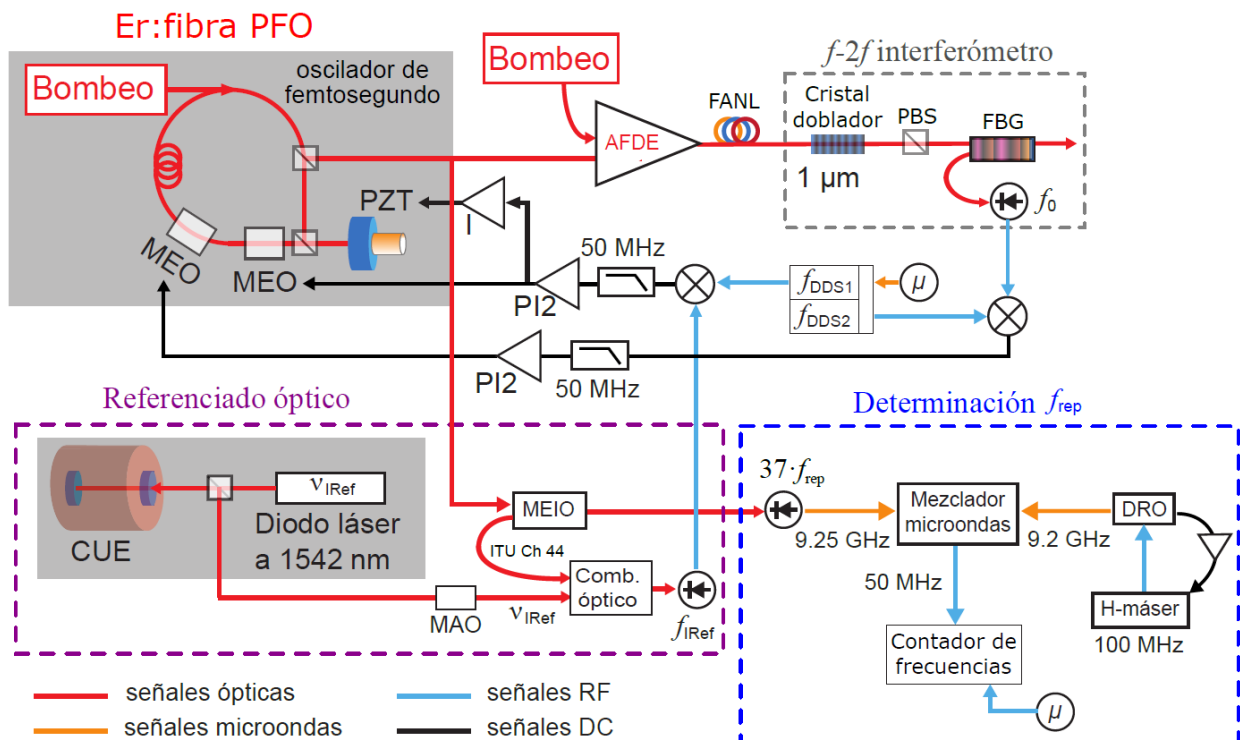 Er:fibra PFO
Bombeo
oscilador de
femtosegundo
MEO
MEO
PZT
I
Bombeo
AFDE
FANL
f-2f interferómetro
Cristal
doblador
1 μm
PBS
FBG
f0
50 MHz
PI2
fDDS1
fDDS2
μ
PI2
50 MHz
Referenciado óptico
νIRef
Diodo láser
a 1542 nm
CUE
MAO
νIRef
MEIO
ITU Ch 44
Comb.
óptico
fIRef
Determinación frep
37·frep
9.25 GHz
Mezclador
microondas
9.2 GHz
DRO
50 MHz
H-máser
100 MHz
Contador de
frecuencias
μ
señales ópticas
señales microondas
señales RF
señales DC